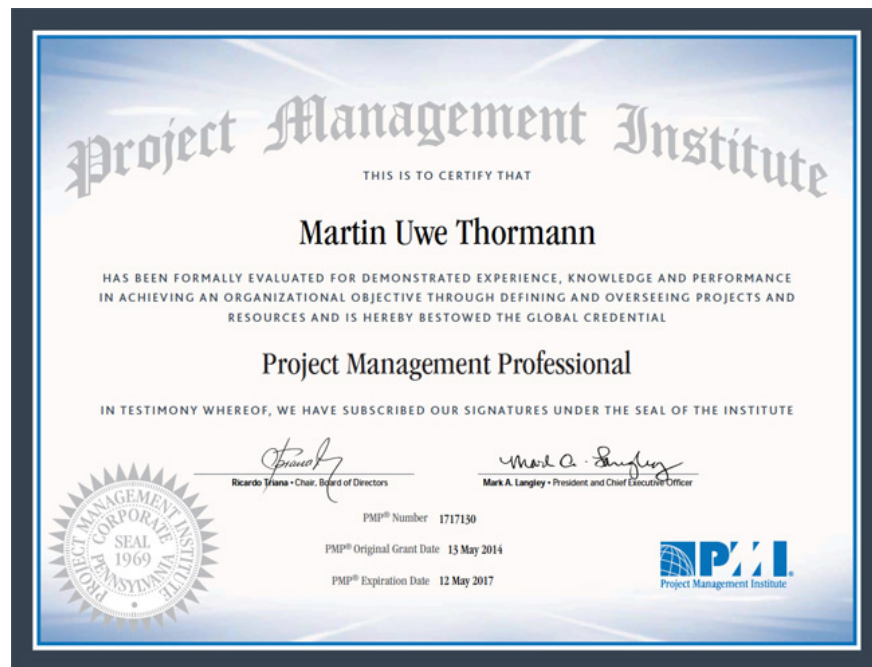 Project Management Institute
THIS IS TO CERTIFY THAT
Martin Uwe Thormann
HAS BEEN FORMALLY EVALUATED FOR DEMONSTRATED EXPERIENCE, KNOWLEDGE AND PERFORMANCE
IN ACHIEVING AN ORGANIZATIONAL OBJECTIVE THROUGH DEFINING AND OVERSEEING PROJECTS AND
RESOURCES AND IS HEREBY BESTOWED THE GLOBAL CREDENTIAL
Project Management Professional
IN TESTIMONY WHEREOF, WE HAVE SUBSCRIBED OUR SIGNATURES UNDER THE SEAL OF THE INSTITUTE
Mark A. Langley
Ricardo Triana • Chair, Board of Directors
Mark A. Langley • President and Chief Executive Officer
PMP® Number 1717130
PMP® Original Grant Date 13 May 2014
PMP® Expiration Date 12 May 2017
PROJECT MANAGEMENT INSTITUTE
CORPORATE
SEAL
1969
PENNSYLVANIA
PMI®
Project Management Institute